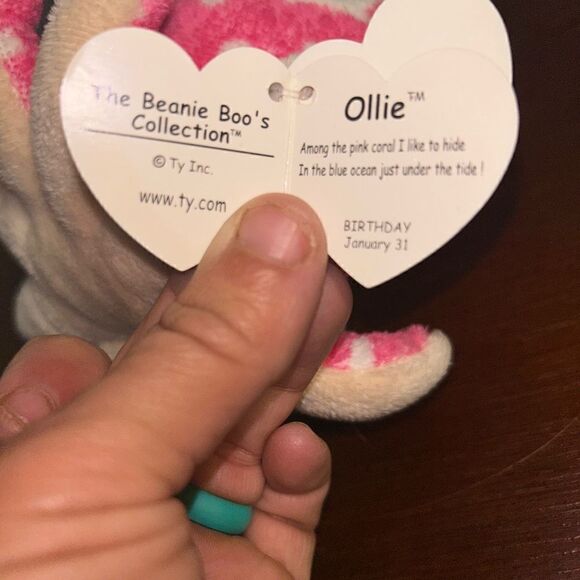 The Beanie Boo's
Collection™
© Ty Inc.
www.ty.com
Ollie™
Among the pink coral I like to hide
In the blue ocean just under the tide !
BIRTHDAY
January 31